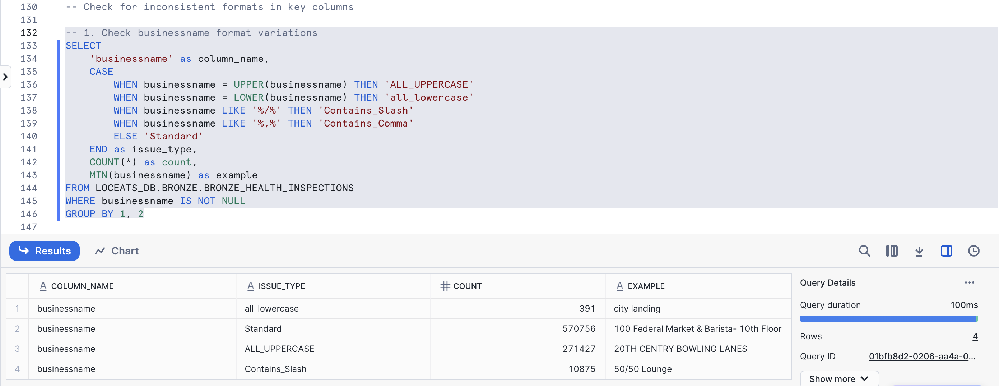 130 -- Check for inconsistent formats in key columns
131
132 -- 1. Check businessname format variations
133 SELECT
134 'businessname' as column_name,
135 CASE
136 WHEN businessname = UPPER(businessname) THEN 'ALL_UPPERCASE'
137 WHEN businessname = LOWER(businessname) THEN 'all_lowercase'
138 WHEN businessname LIKE '%/%' THEN 'Contains_Slash'
139 WHEN businessname LIKE '%,%' THEN 'Contains_Comma'
140 ELSE 'Standard'
141 END as issue_type,
142 COUNT(*) as count,
143 MIN(businessname) as example
144 FROM LOCEATS_DB.BRONZE.BRONZE_HEALTH_INSPECTIONS
145 WHERE businessname IS NOT NULL
146 GROUP BY 1, 2
147
Results Chart
COLUMN_NAME ISSUE_TYPE COUNT EXAMPLE
1 businessname all_lowercase 391 city landing
2 businessname Standard 570756 100 Federal Market & Barista- 10th Floor
3 businessname ALL_UPPERCASE 271427 20TH CENTRY BOWLING LANES
4 businessname Contains_Slash 10875 50/50 Lounge
Query Details ...
Query duration 100ms
Rows 4
Query ID 01bfb8d2-0206-aa4a-0...
Show more